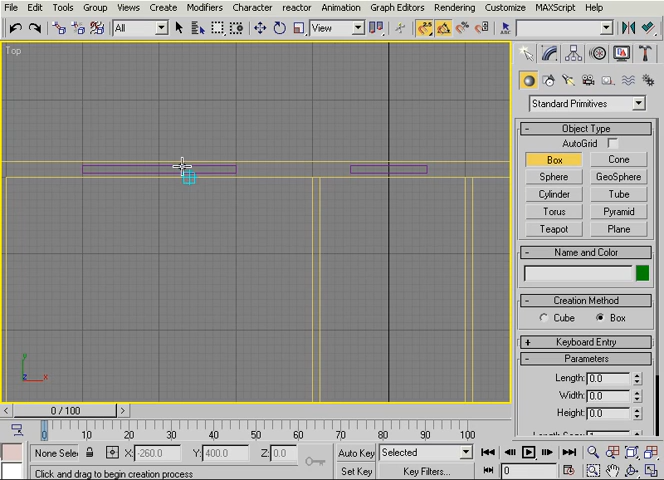 File Edit Tools Group Views Create Modifiers Character reactor Animation Graph Editors Rendering Customize MAXScript Help
All View
Top
Standard Primitives
Object Type
AutoGrid
Box Cone
Sphere GeoSphere
Cylinder Tube
Torus Pyramid
Teapot Plane
Name and Color
Creation Method
Cube Box
Keyboard Entry
Parameters
Length: 0.0
Width: 0.0
Height: 0.0
y
z x
0 / 100
0 10 20 30 40 50 60 70 80 90 100
None Sele X: -260.0 Y: 400.0 Z: 0.0 Auto Key Selected
Click and drag to begin creation process Set Key Key Filters... 0